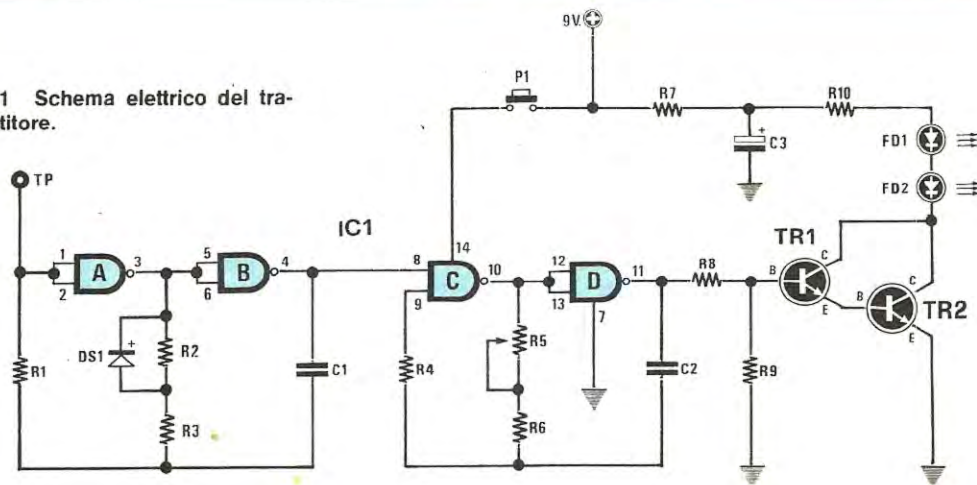 1 Schema elettrico del tra-
titore.
9V.
P1
R7
R10
C3
FD1
FD2
TP
IC1
TR1
TR2
1
2
A
3
5
6
B
4
14
8
9
C
10
12
13
D
11
7
R8
B
C
E
B
C
E
R1
DS1
+
R2
R3
C1
R4
R5
R6
C2
R9
+